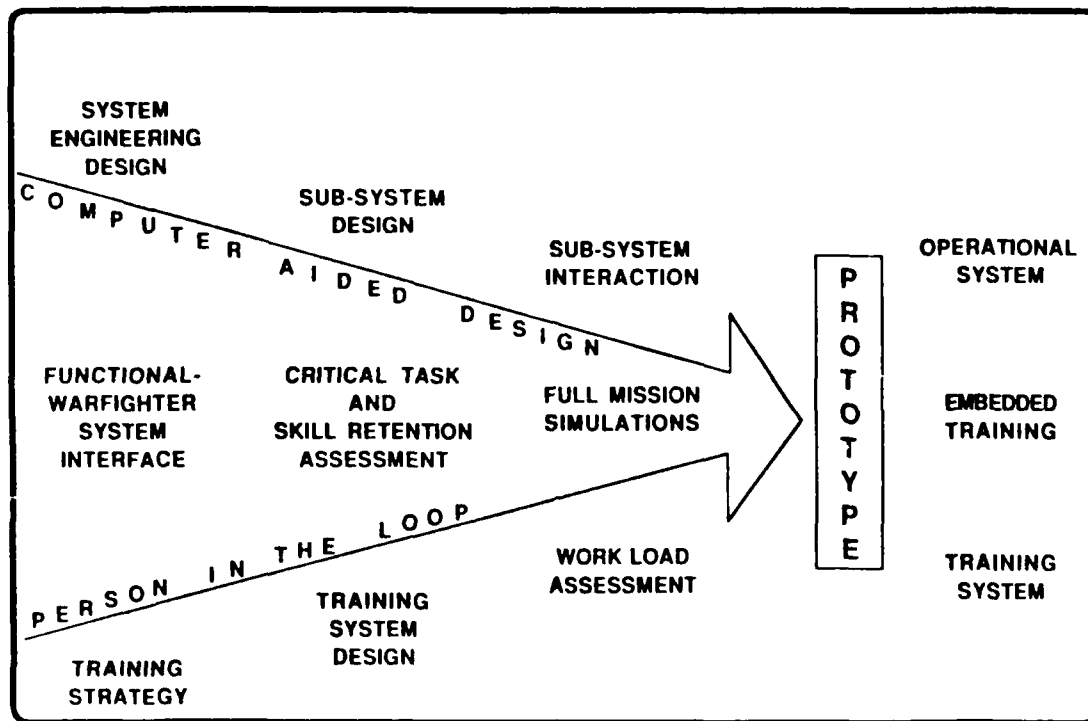 SYSTEM
ENGINEERING
DESIGN
COMPUTER AIDED DESIGN
SUB-SYSTEM
DESIGN
SUB-SYSTEM
INTERACTION
OPERATIONAL
SYSTEM
FUNCTIONAL-
WARFIGHTER
SYSTEM
INTERFACE
CRITICAL TASK
AND
SKILL RETENTION
ASSESSMENT
FULL MISSION
SIMULATIONS
PROTOTYPE
EMBEDDED
TRAINING
PERSON IN THE LOOP
WORK LOAD
ASSESSMENT
TRAINING
SYSTEM
TRAINING
SYSTEM
DESIGN
TRAINING
STRATEGY